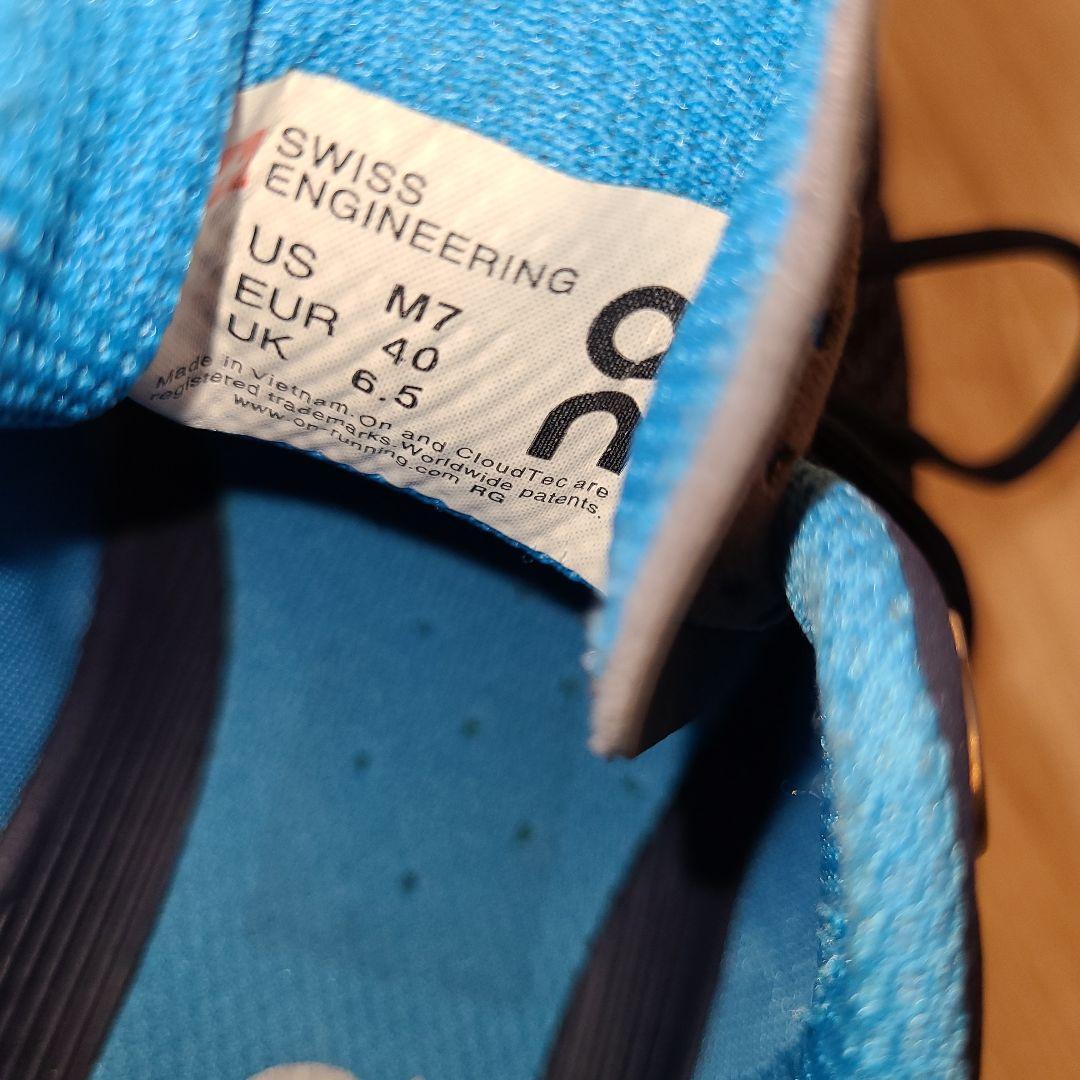 SWISS
ENGINEERING
US M7
EUR 40
UK 6.5
Made in Vietnam. On and CloudTec are
registered trademarks. Worldwide patents.
www.on-running.com RG
on